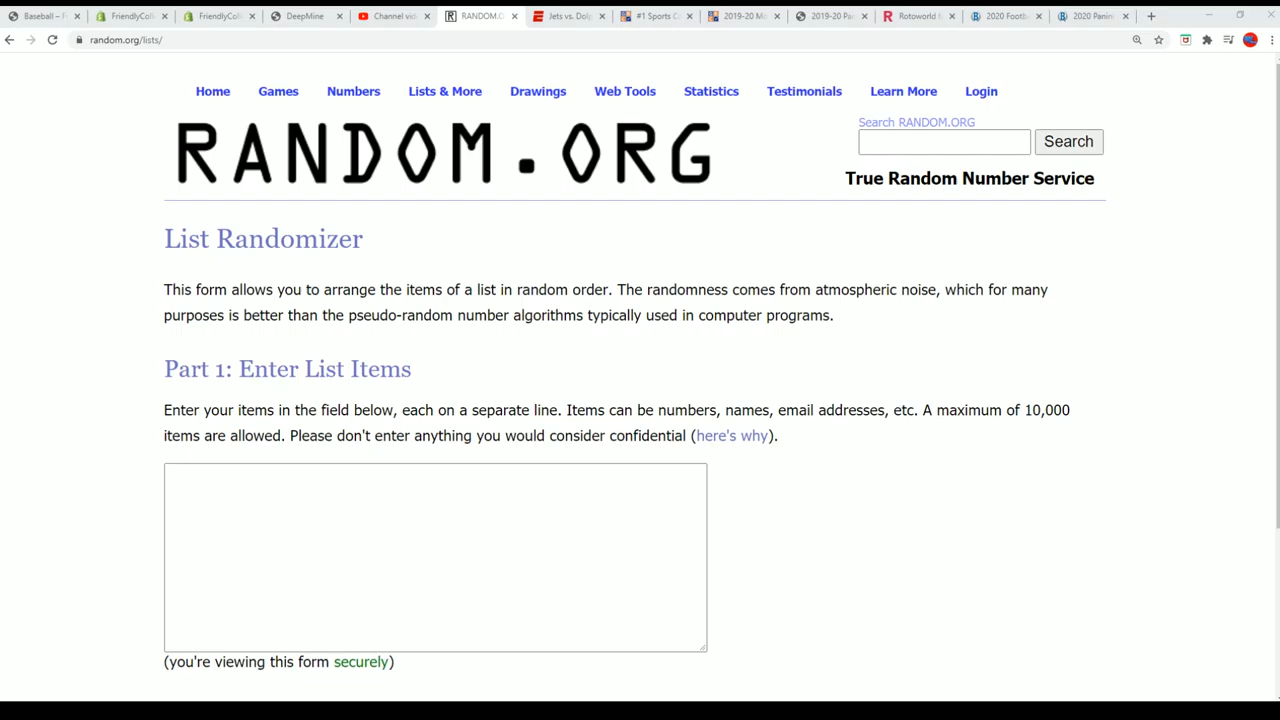 Baseball – F
FriendlyColl
FriendlyColl
DeepMine
Channel vide
RANDOM.O
Jets vs. Dolp
#1 Sports C
2019-20 M
2019-20 Pan
Rotoworld f
2020 Footb
2020 Panin
random.org/lists/
Home Games Numbers Lists & More Drawings Web Tools Statistics Testimonials Learn More Login
RANDOM.ORG
Search RANDOM.ORG
Search
True Random Number Service
List Randomizer
This form allows you to arrange the items of a list in random order. The randomness comes from atmospheric noise, which for many
purposes is better than the pseudo-random number algorithms typically used in computer programs.
Part 1: Enter List Items
Enter your items in the field below, each on a separate line. Items can be numbers, names, email addresses, etc. A maximum of 10,000
items are allowed. Please don't enter anything you would consider confidential (here's why).
(you're viewing this form securely)